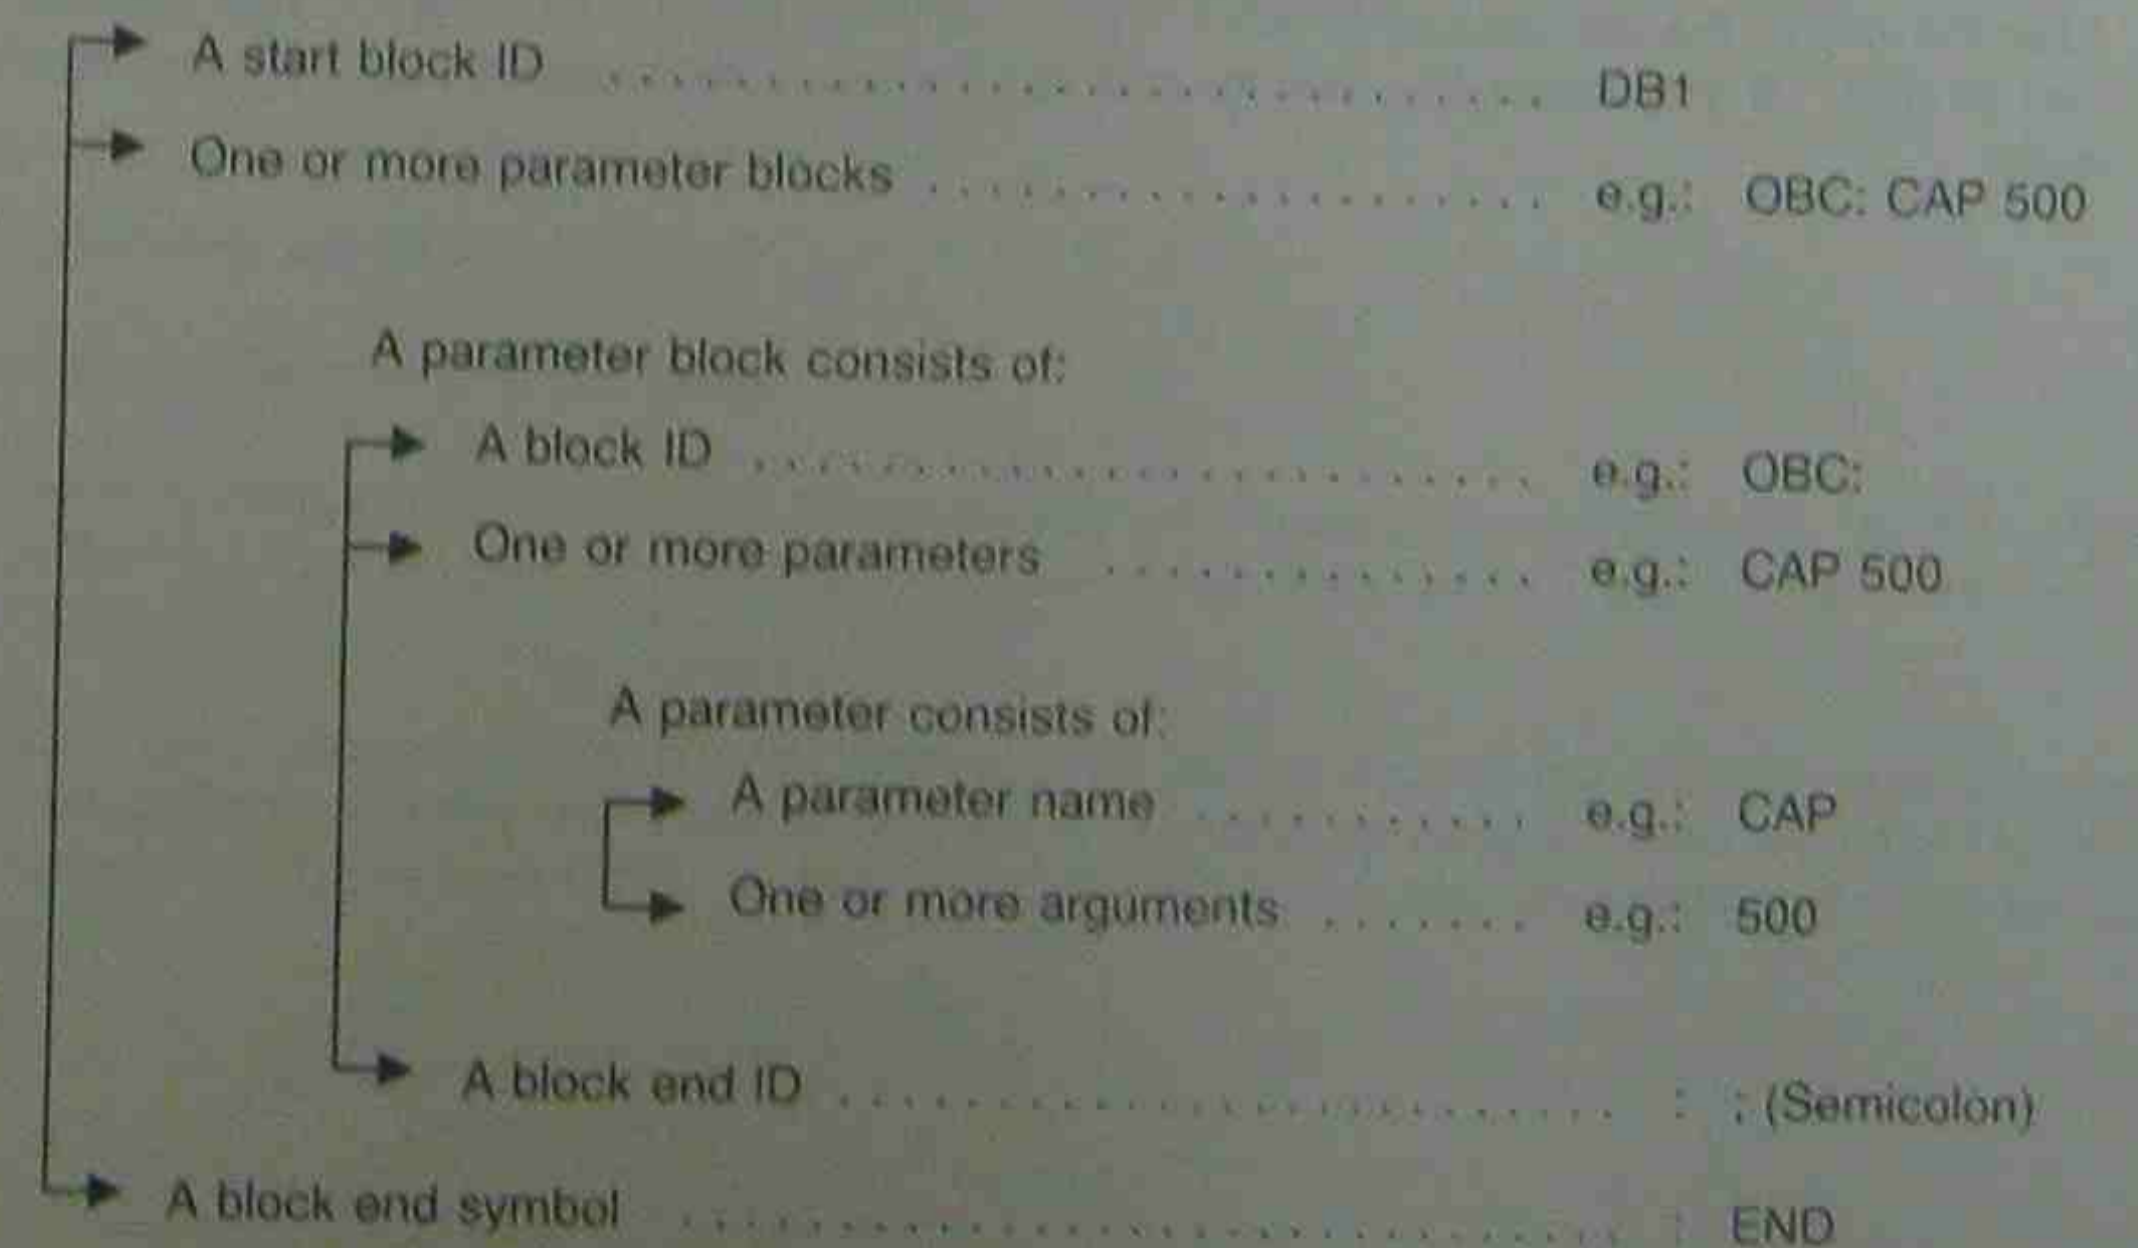 A start block ID .............................. DB1
One or more parameter blocks ................... e.g.: OBC: CAP 500
A parameter block consists of:
A block ID ......................... e.g.: OBC:
One or more parameters .............. e.g.: CAP 500
A parameter consists of:
A parameter name ........... e.g.: CAP
One or more arguments ....... e.g.: 500
A block end ID ......................... : ; (Semicolon)
A block end symbol .............................. : END